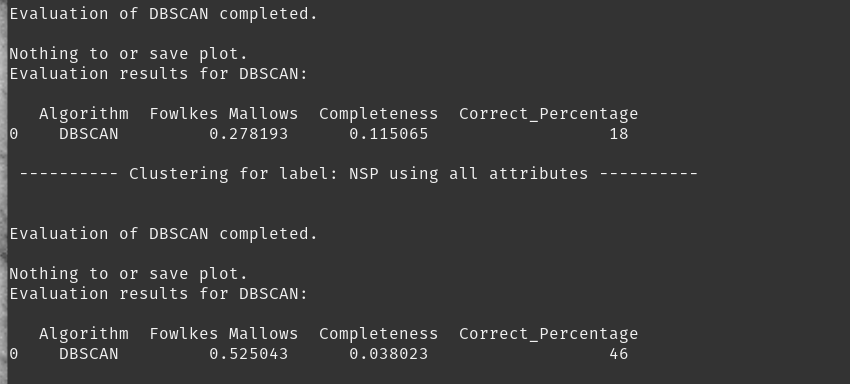 Evaluation of DBSCAN completed.
Nothing to or save plot.
Evaluation results for DBSCAN:
Algorithm Fowlkes Mallows Completeness Correct_Percentage
0 DBSCAN 0.278193 0.115065 18
---------- Clustering for label: NSP using all attributes ----------
Evaluation of DBSCAN completed.
Nothing to or save plot.
Evaluation results for DBSCAN:
Algorithm Fowlkes Mallows Completeness Correct_Percentage
0 DBSCAN 0.525043 0.038023 46